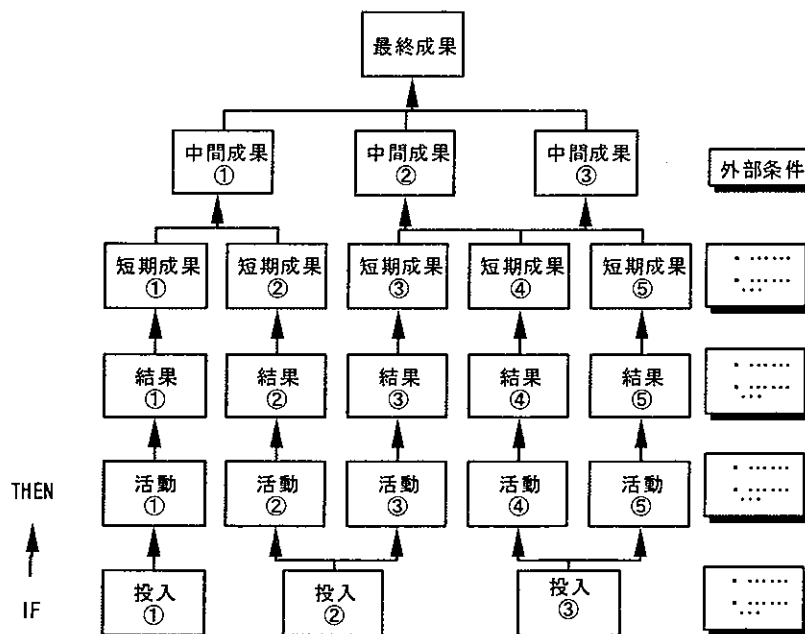 最終成果
中間成果
①
中間成果
②
中間成果
③
外部条件
短期成果
①
短期成果
②
短期成果
③
短期成果
④
短期成果
⑤
・……
・……
…
結果
①
結果
②
結果
③
結果
④
結果
⑤
・……
・……
…
THEN
活動
①
活動
②
活動
③
活動
④
活動
⑤
・……
・……
…
IF
投入
①
投入
②
投入
③
・……
・……
…